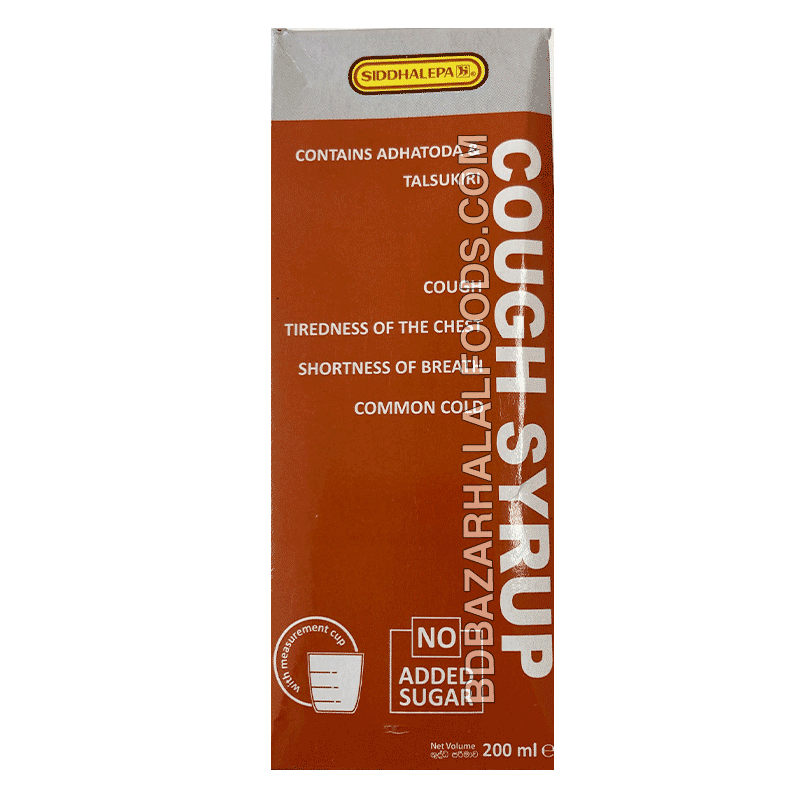 SIDDHALEPA ®
CONTAINS ADHATODA &
TALSUKIRI
COUGH
TIREDNESS OF THE CHEST
SHORTNESS OF BREATH
COMMON COLD
COUGH SYRUP
BDBAZARHALALFOODS.COM
with measurement cup
NO
ADDED
SUGAR
Net Volume
ශුද්ධ පරිමාව
200 ml e